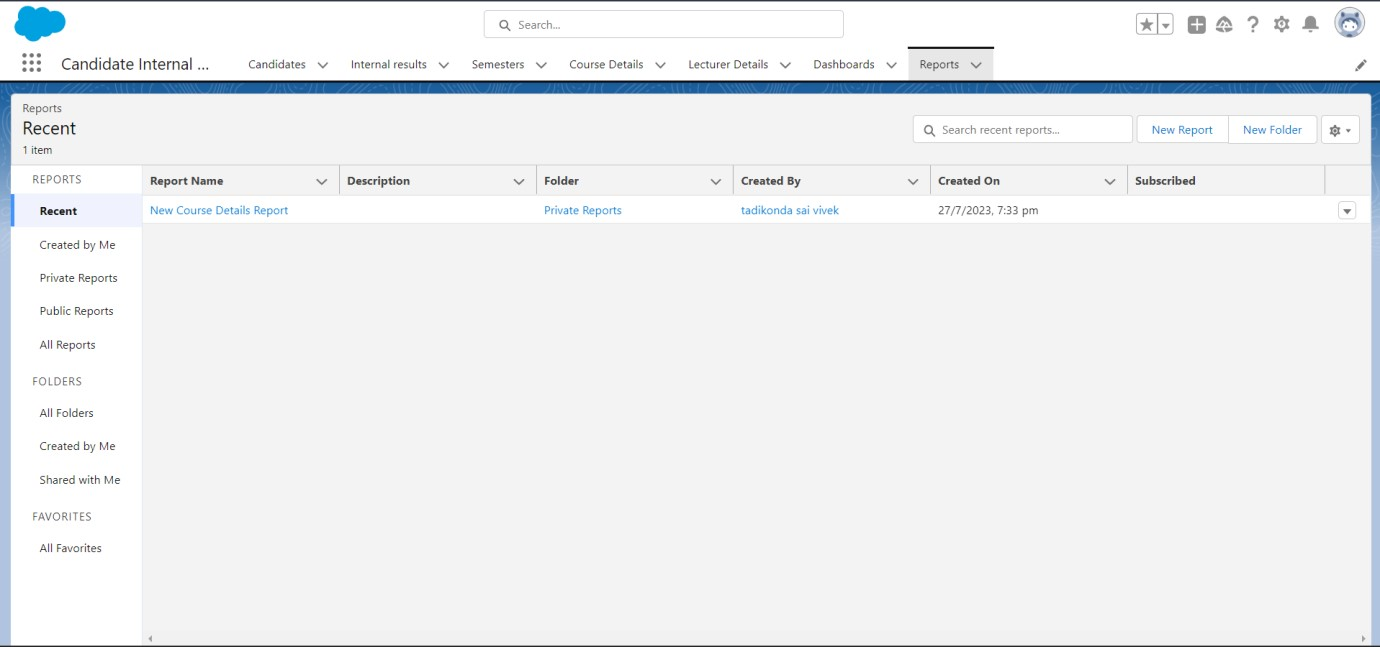 Search...
Candidate Internal ...
Candidates
Internal results
Semesters
Course Details
Lecturer Details
Dashboards
Reports
Reports
Recent
1 item
Search recent reports...
New Report
New Folder
REPORTS
Report Name
Description
Folder
Created By
Created On
Subscribed
Recent
New Course Details Report
Private Reports
tadikonda sai vivek
27/7/2023, 7:33 pm
Created by Me
Private Reports
Public Reports
All Reports
FOLDERS
All Folders
Created by Me
Shared with Me
FAVORITES
All Favorites